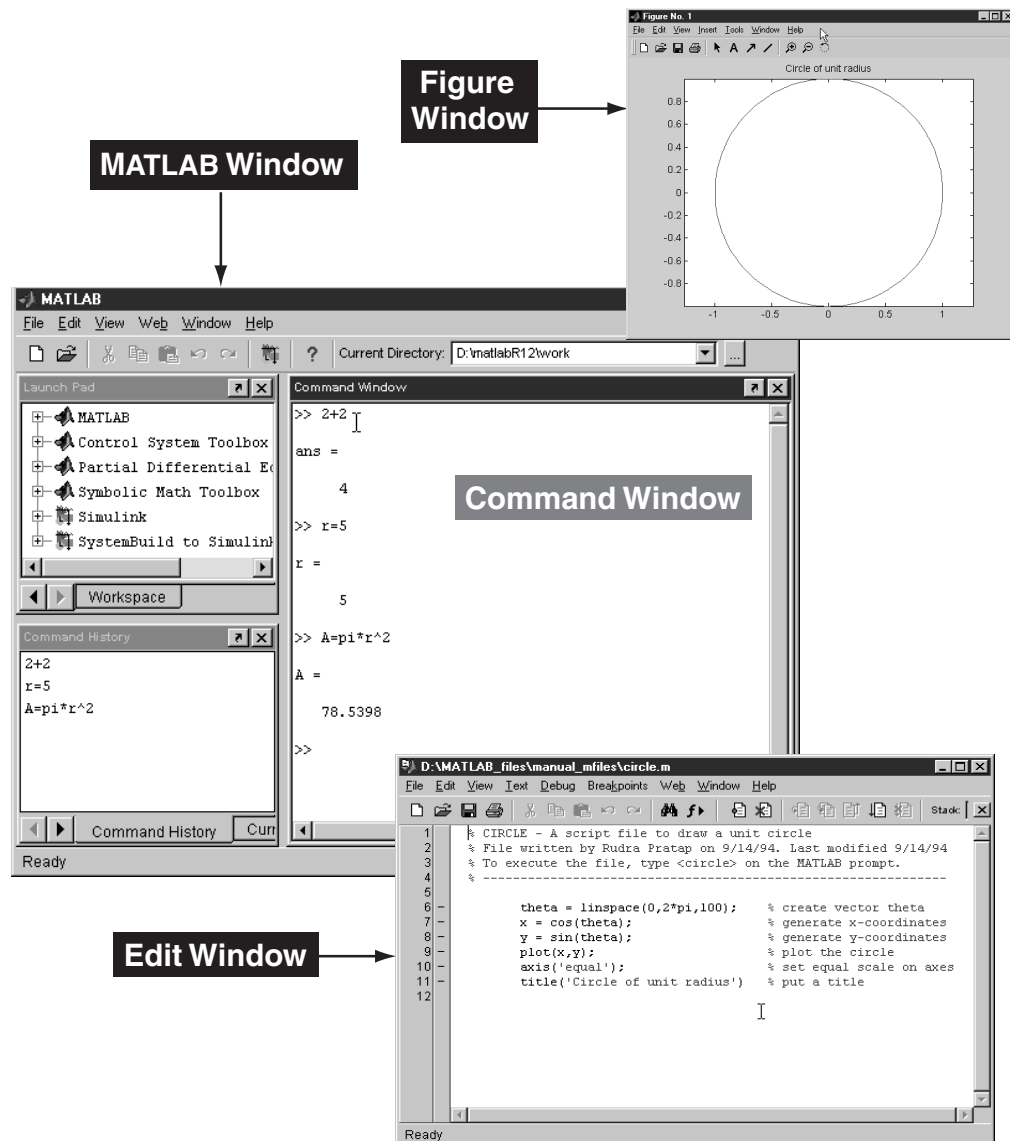 Figure No. 1
File Edit View Insert Tools Window Help
Circle of unit radius
0.8
0.6
0.4
0.2
0
-0.2
-0.4
-0.6
-0.8
-1 -0.5 0 0.5 1
Figure
Window
MATLAB Window
MATLAB
File Edit View Web Window Help
? Current Directory: D:\matlabR12\work ...
Launch Pad
MATLAB
Control System Toolbox
Partial Differential
Symbolic Math Toolbox
Simulink
SystemBuild to Simulink
Workspace
Command History
2+2
r=5
A=pi*r^2
Command History Curr
Ready
Command Window
>> 2+2
ans =
4
Command Window
>> r=5
r =
5
>> A=pi*r^2
A =
78.5398
>>
Edit Window
D:\MATLAB_files\manual_mfiles\circle.m
File Edit View Text Debug Breakpoints Web Window Help
Stack:
1 % CIRCLE - A script file to draw a unit circle
2 % File written by Rudra Pratap on 9/14/94. Last modified 9/14/94
3 % To execute the file, type <circle> on the MATLAB prompt.
4 % --------------------------------------------------------------
5
6 - theta = linspace(0,2*pi,100); % create vector theta
7 - x = cos(theta); % generate x-coordinates
8 - y = sin(theta); % generate y-coordinates
9 - plot(x,y); % plot the circle
10 - axis('equal'); % set equal scale on axes
11 - title('Circle of unit radius') % put a title
12
Ready